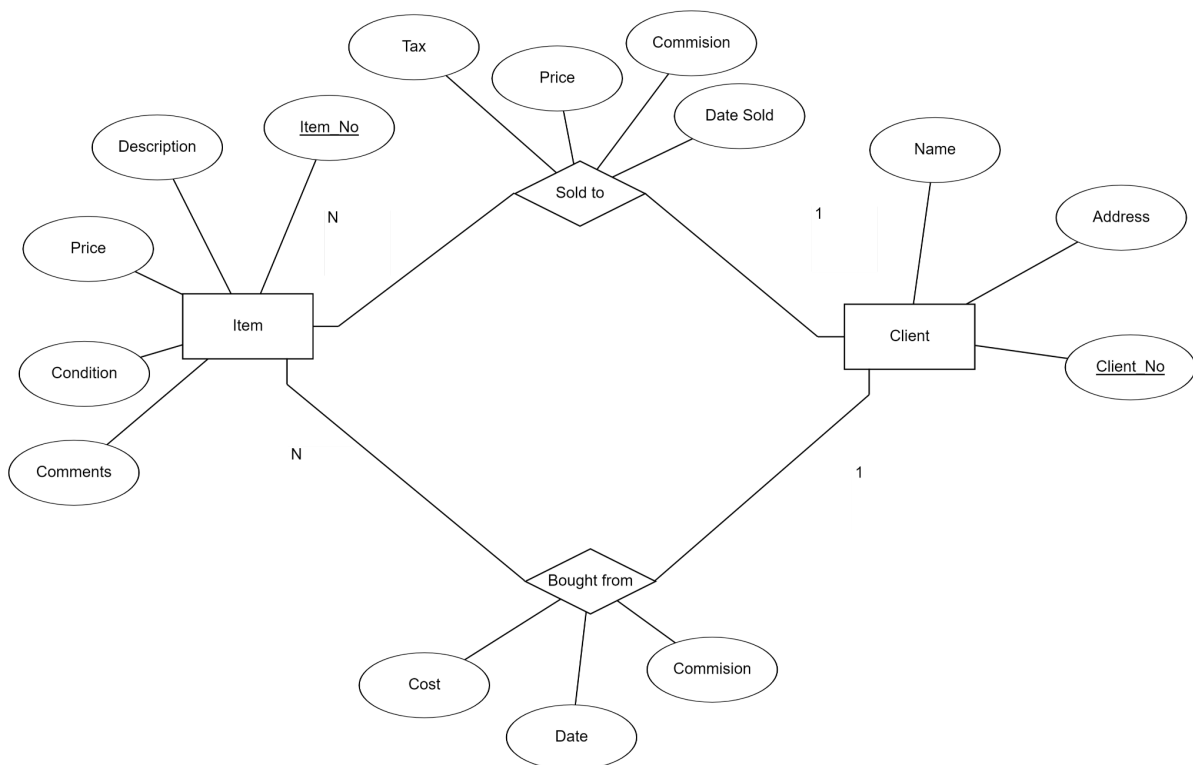 Tax
Commision
Price
Date Sold
Item_No
Description
Name
Sold to
Address
N
1
Price
Item
Client
Condition
Client_No
Comments
N
1
Bought from
Cost
Commision
Date